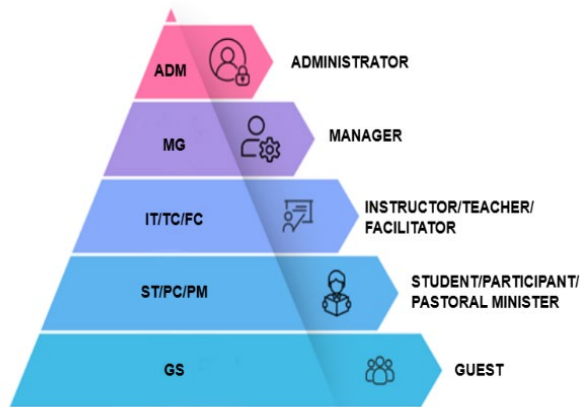 ADM
ADMINISTRATOR
MG
MANAGER
IT/TC/FC
INSTRUCTOR/TEACHER/
FACILITATOR
ST/PC/PM
STUDENT/PARTICIPANT/
PASTORAL MINISTER
GS
GUEST